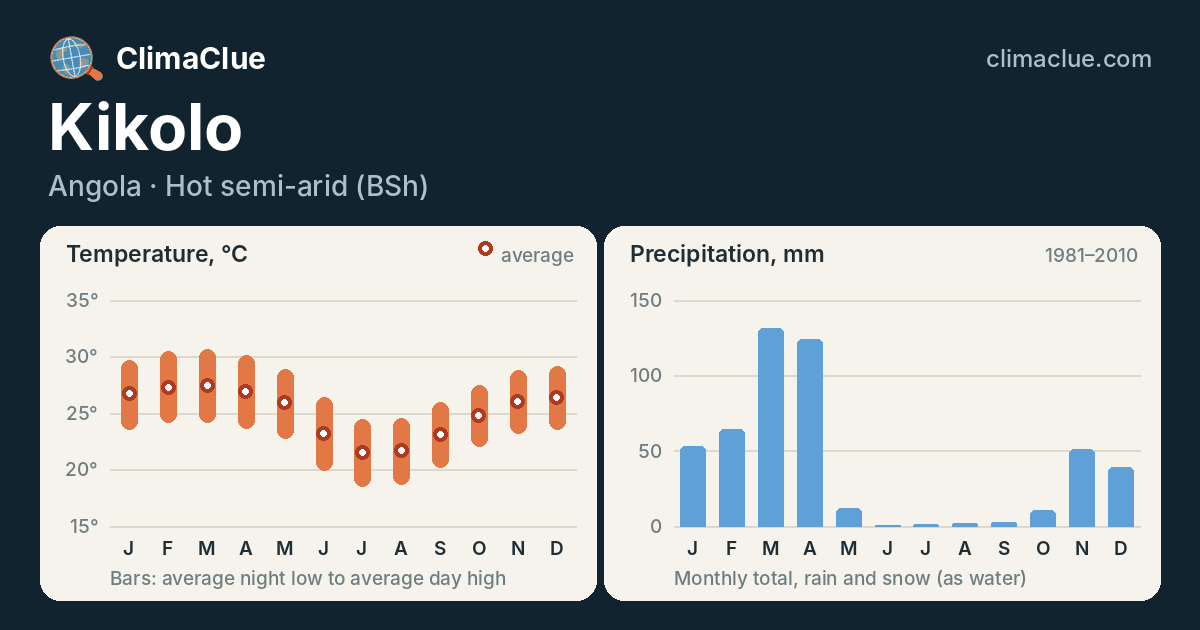 ClimaClue
climaclue.com
Kikolo
Angola · Hot semi-arid (BSh)
Temperature, °C
average
35°
30°
25°
20°
15°
J F M A M J J A S O N D
Bars: average night low to average day high
Precipitation, mm
1981–2010
150
100
50
0
J F M A M J J A S O N D
Monthly total, rain and snow (as water)